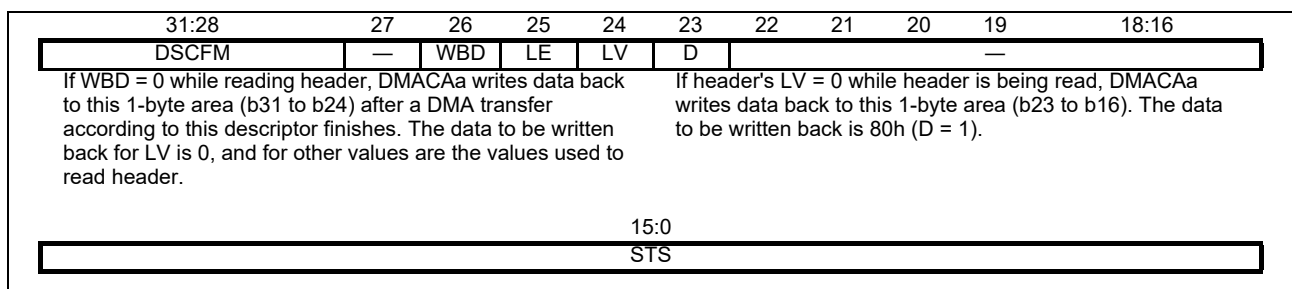 31:28 27 26 25 24 23 22 21 20 19 18:16
DSCFM — WBD LE LV D —
If WBD = 0 while reading header, DMACAa writes data back
to this 1-byte area (b31 to b24) after a DMA transfer
according to this descriptor finishes. The data to be written
back for LV is 0, and for other values are the values used to
read header.
If header's LV = 0 while header is being read, DMACAa
writes data back to this 1-byte area (b23 to b16). The data
to be written back is 80h (D = 1).
15:0
STS